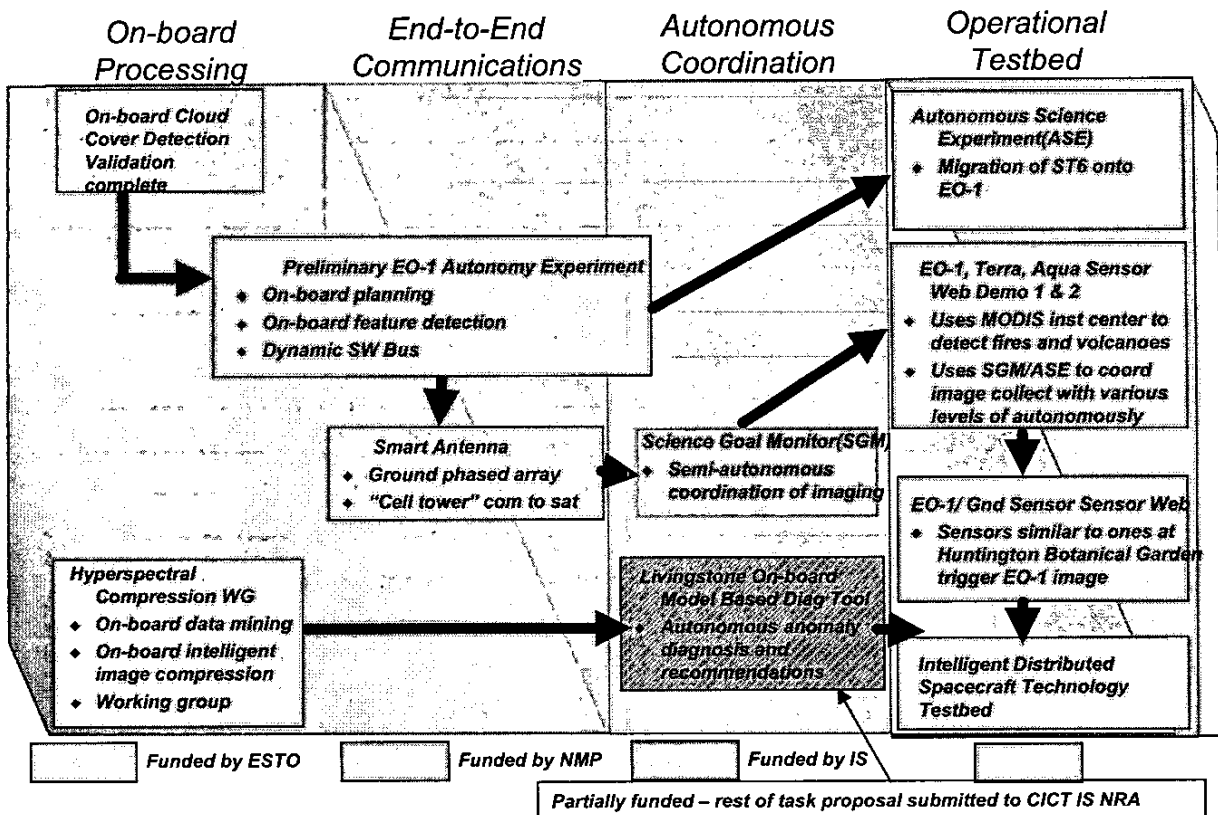 On-board
Processing
End-to-End
Communications
Autonomous
Coordination
Operational
Testbed
On-board Cloud
Cover Detection
Validation
complete
Autonomous Science
Experiment(ASE)
◆ Migration of ST6 onto
EO-1
Preliminary EO-1 Autonomy Experiment
◆ On-board planning
◆ On-board feature detection
◆ Dynamic SW Bus
EO-1, Terra, Aqua Sensor
Web Demo 1 & 2
◆ Uses MODIS inst center to
detect fires and volcanoes
◆ Uses SGM/ASE to coord
image collect with various
levels of autonomously
Smart Antenna
◆ Ground phased array
◆ "Cell tower" com to sat
Science Goal Monitor(SGM)
◆ Semi-autonomous
coordination of imaging
EO-1/ Gnd Sensor Sensor Web
◆ Sensors similar to ones at
Huntington Botanical Garden
trigger EO-1 image
Hyperspectral
Compression WG
◆ On-board data mining
◆ On-board intelligent
image compression
◆ Working group
Livingstone On-board
Model Based Diag Tool
◆ Autonomous anomaly
diagnosis and
recommendations
Intelligent Distributed
Spacecraft Technology
Testbed
Funded by ESTO
Funded by NMP
Funded by IS
Partially funded – rest of task proposal submitted to CICT IS NRA